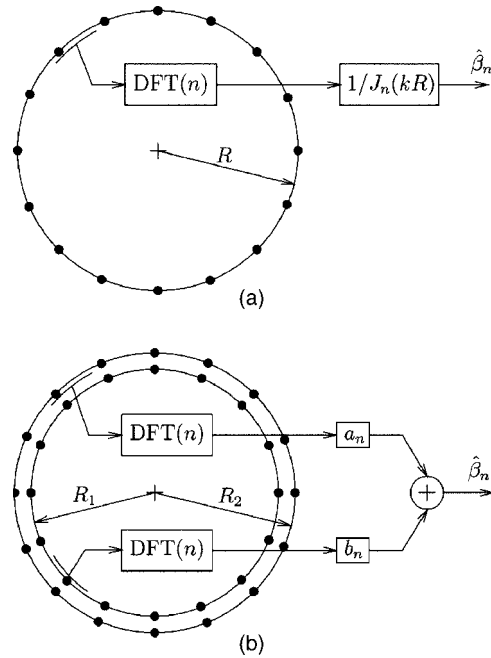 DFT(n) 1/J_n(kR) β̂_n
R
(a)
DFT(n) a_n
R_1 R_2 + β̂_n
DFT(n) b_n
(b)